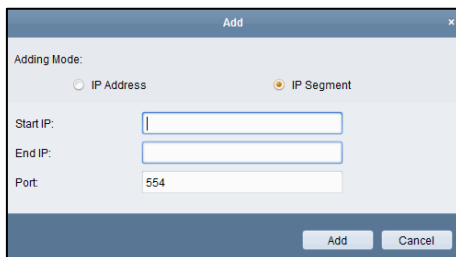 Add ×
Adding Mode:
IP Address IP Segment
Start IP:
End IP:
Port: 554
Add Cancel